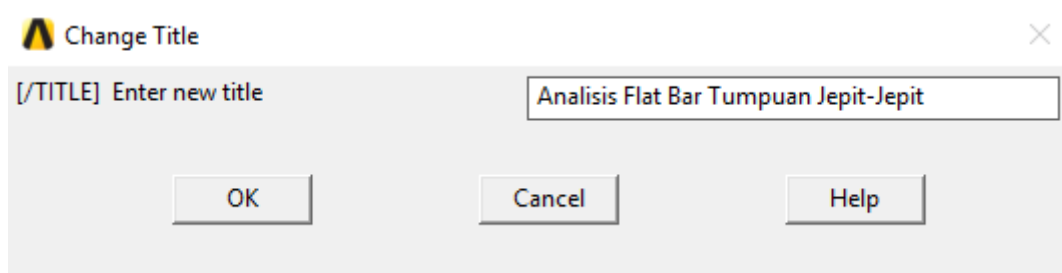 Change Title
[/TITLE] Enter new title Analisis Flat Bar Tumpuan Jepit-Jepit
OK Cancel Help